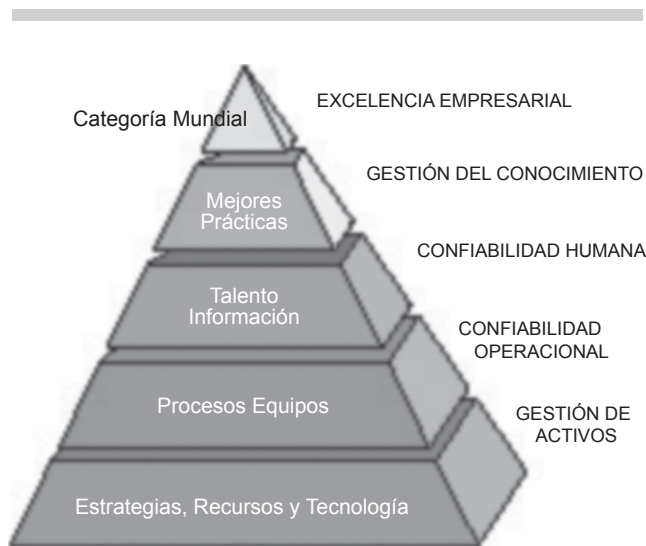 EXCELENCIA EMPRESARIAL
Categoría Mundial
GESTIÓN DEL CONOCIMIENTO
Mejores
Prácticas
CONFIABILIDAD HUMANA
Talento
Información
CONFIABILIDAD
OPERACIONAL
Procesos Equipos
GESTIÓN DE
ACTIVOS
Estrategias, Recursos y Tecnología